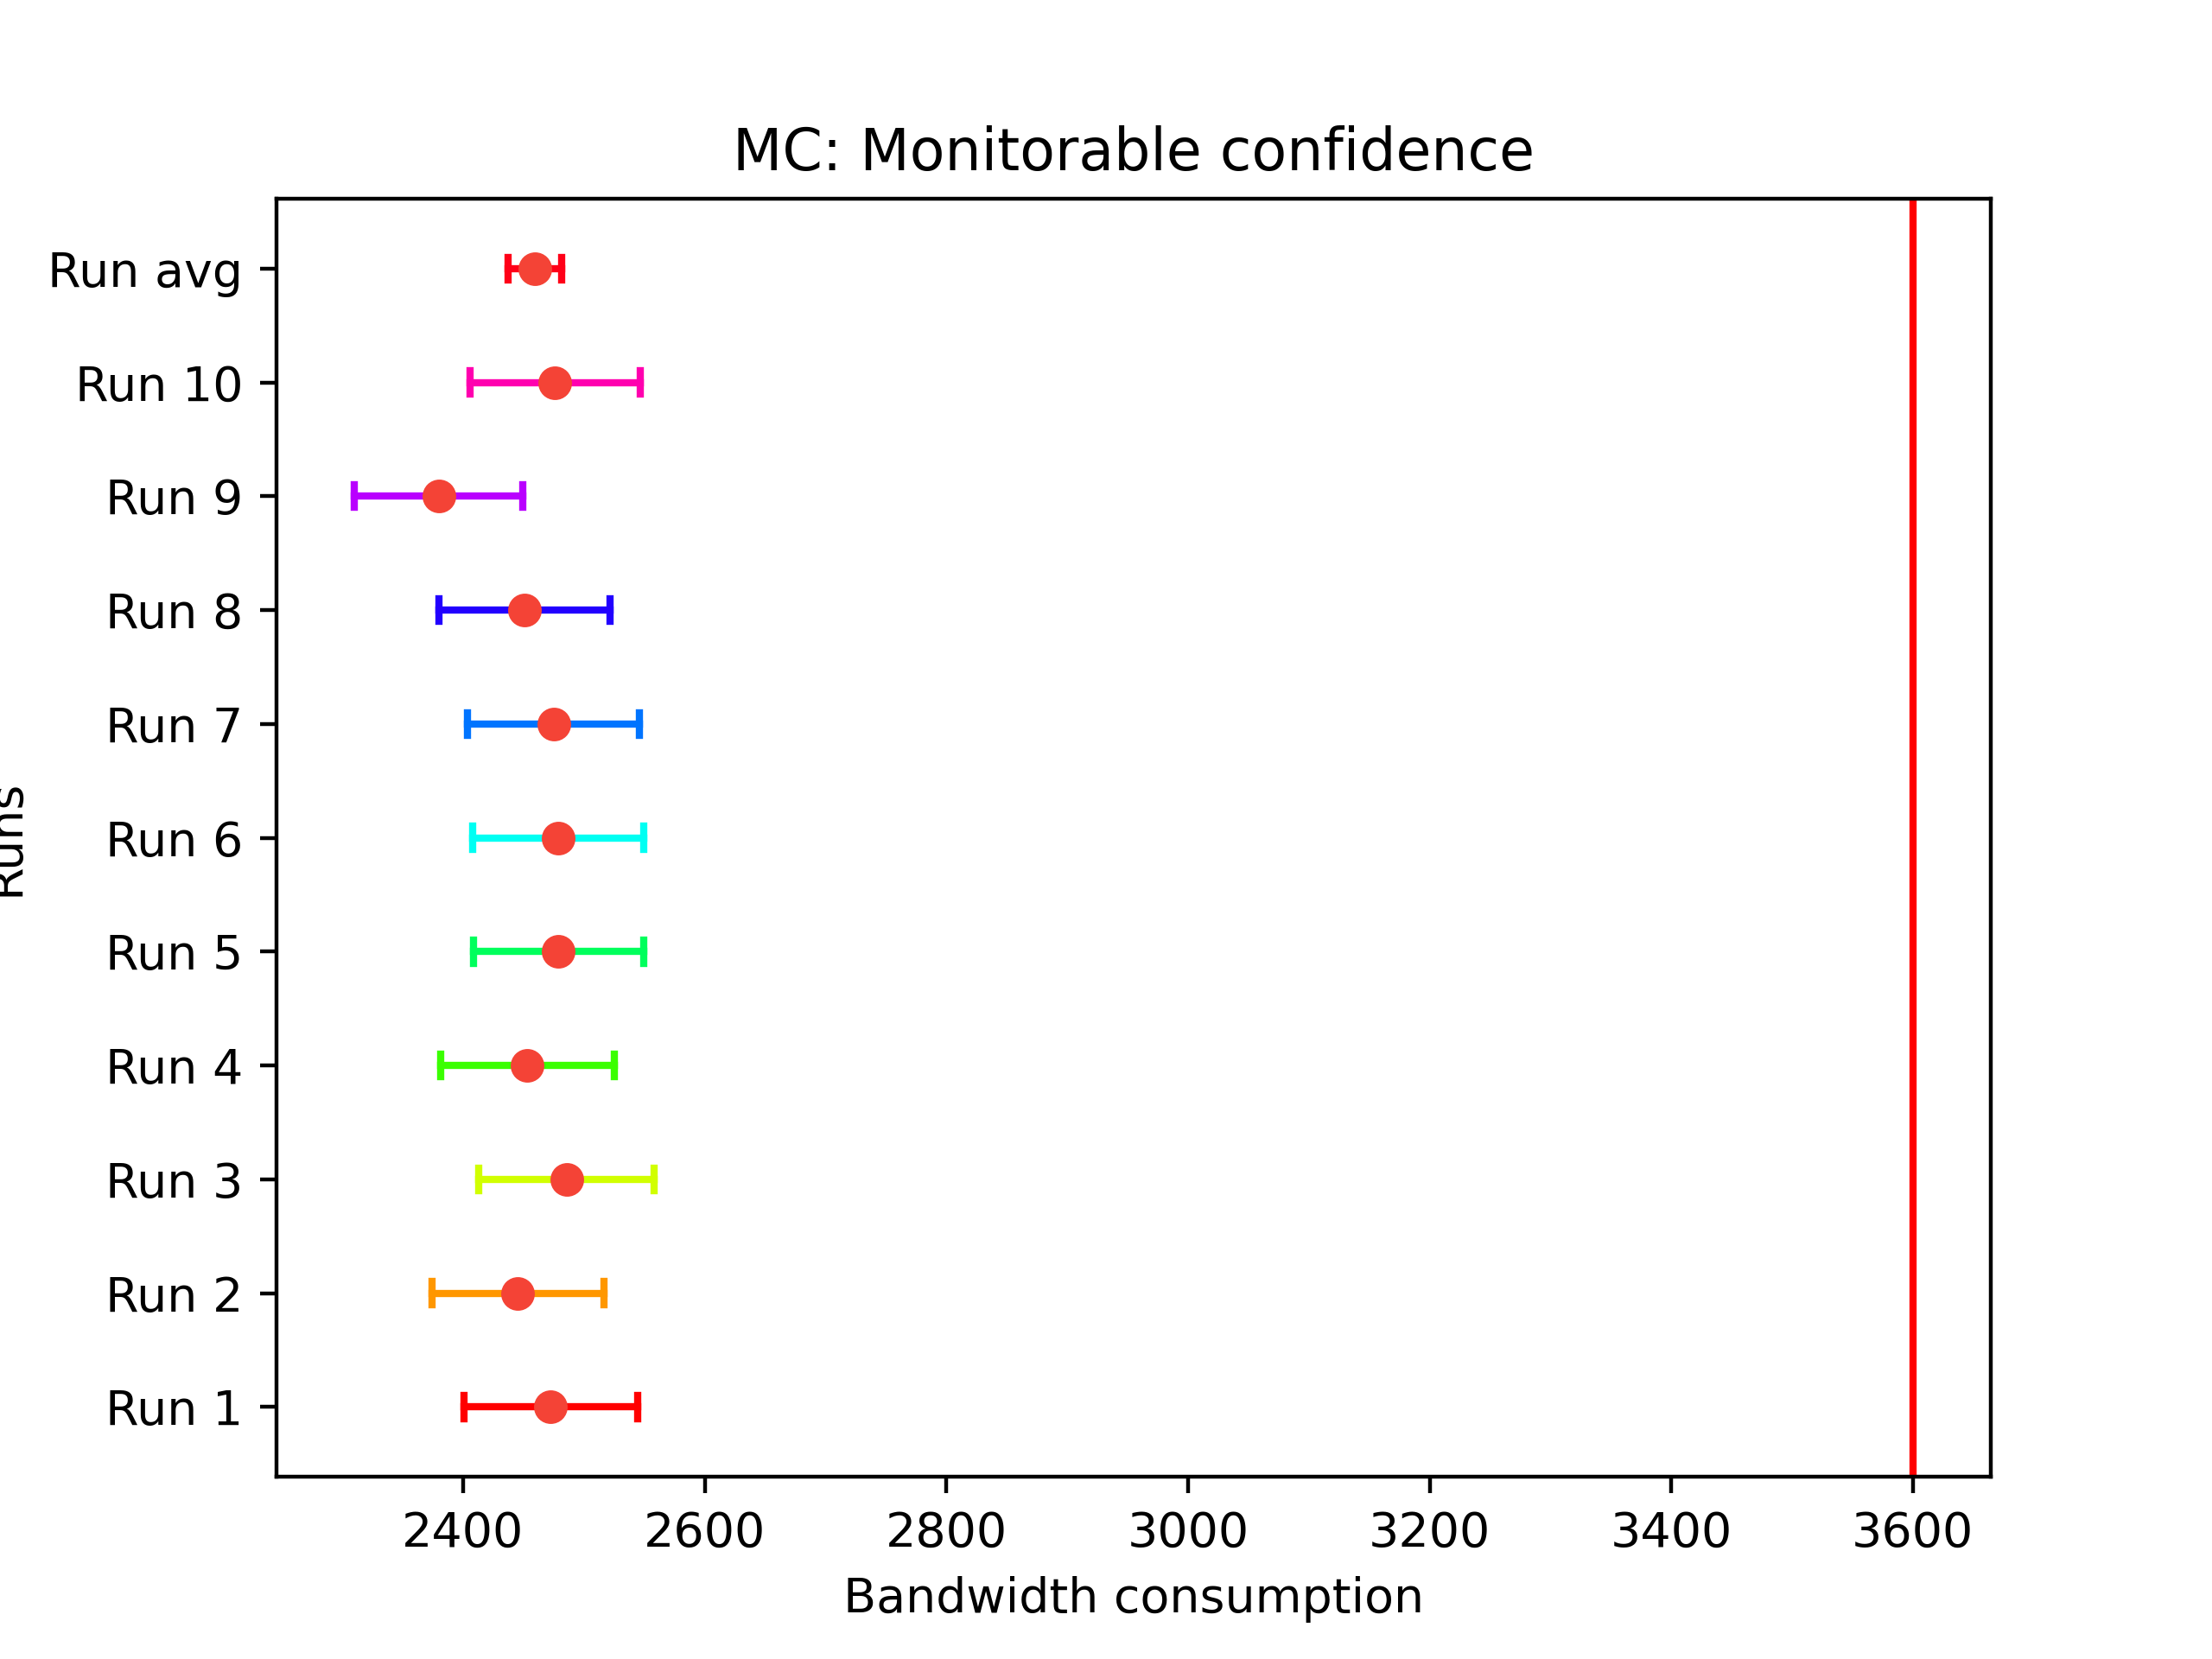 MC: Monitorable confidence
Run avg
Run 10
Run 9
Run 8
Run 7
Run 6
Run 5
Run 4
Run 3
Run 2
Run 1
Runs
2400 2600 2800 3000 3200 3400 3600
Bandwidth consumption